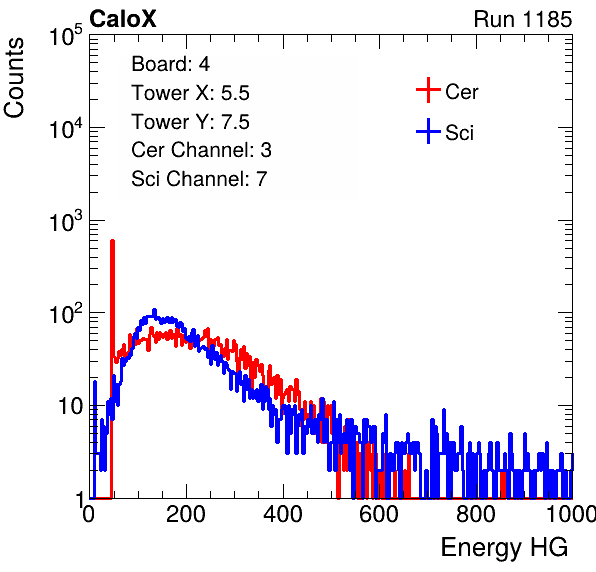 CaloX Run 1185
Counts
10^5
10^4
10^3
10^2
10
1
Board: 4
Tower X: 5.5
Tower Y: 7.5
Cer Channel: 3
Sci Channel: 7
Cer
Sci
0 200 400 600 800 1000
Energy HG